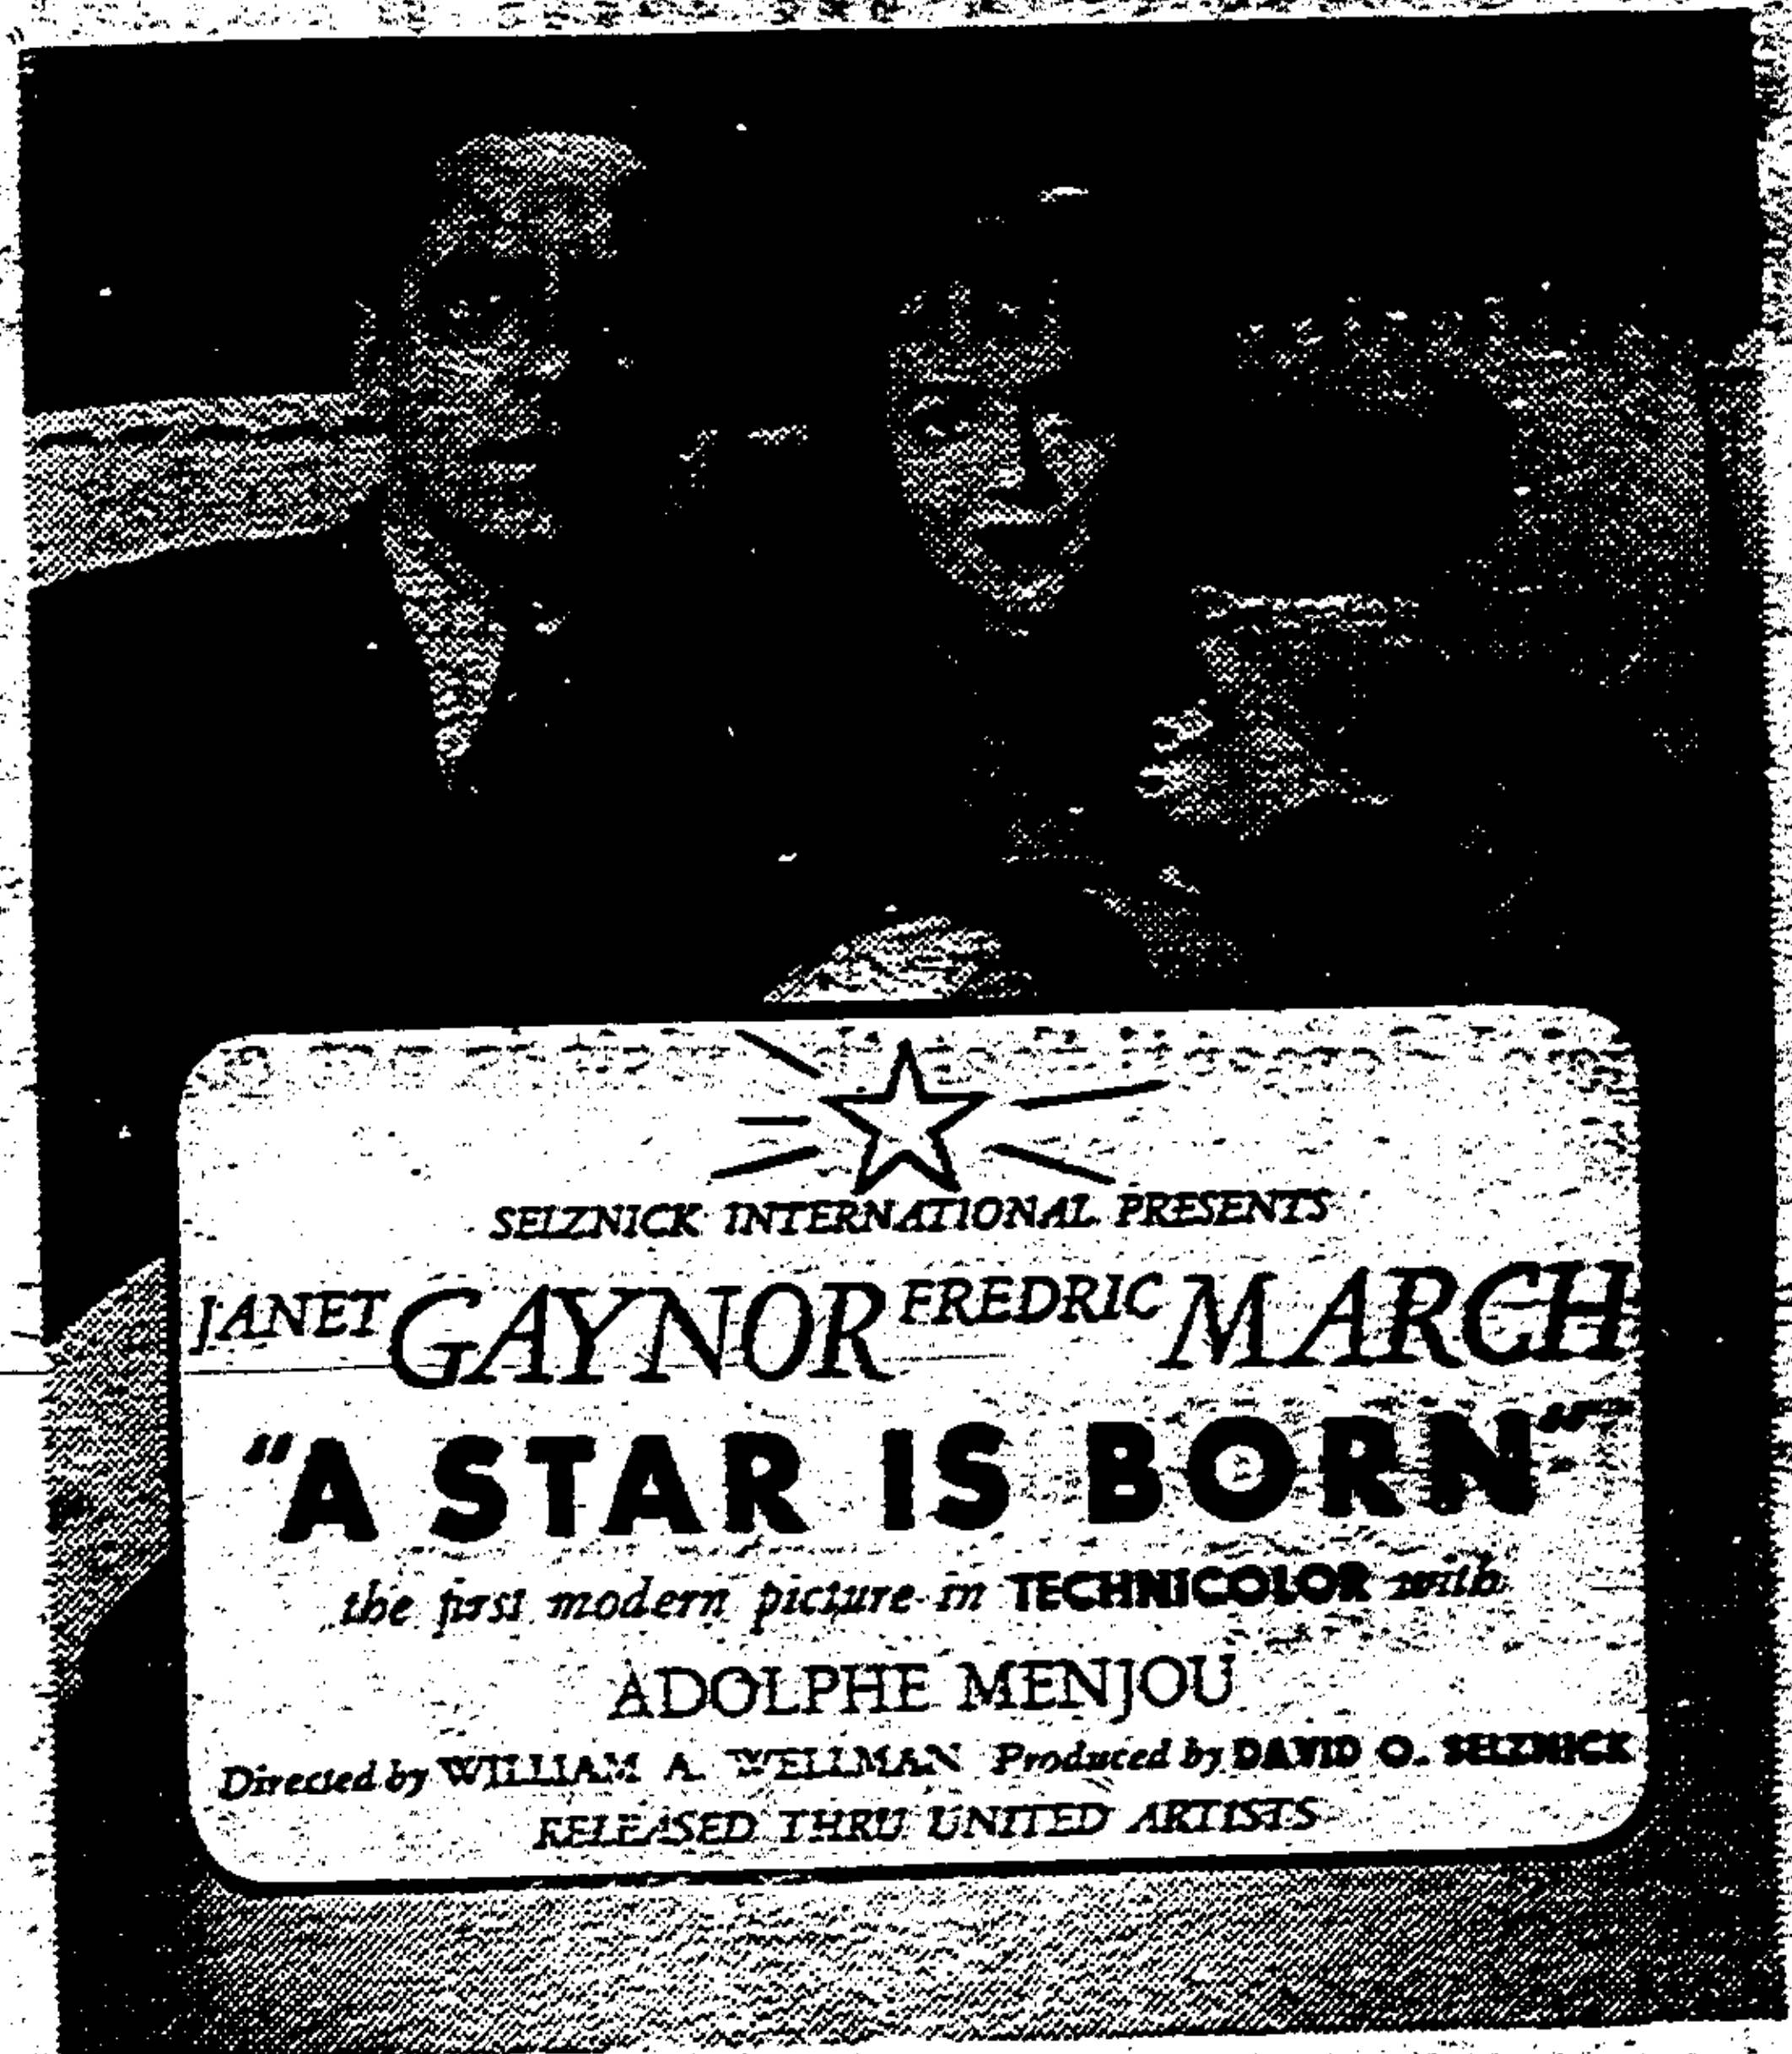 SELZNICK INTERNATIONAL PRESENTS
JANET GAYNOR FREDRIC MARCH
"A STAR IS BORN"
the first modern picture in TECHNICOLOR with
ADOLPHE MENJOU
Directed by WILLIAM A. WELLMAN Produced by DAVID O. SELZNICK
RELEASED THRU UNITED ARTISTS